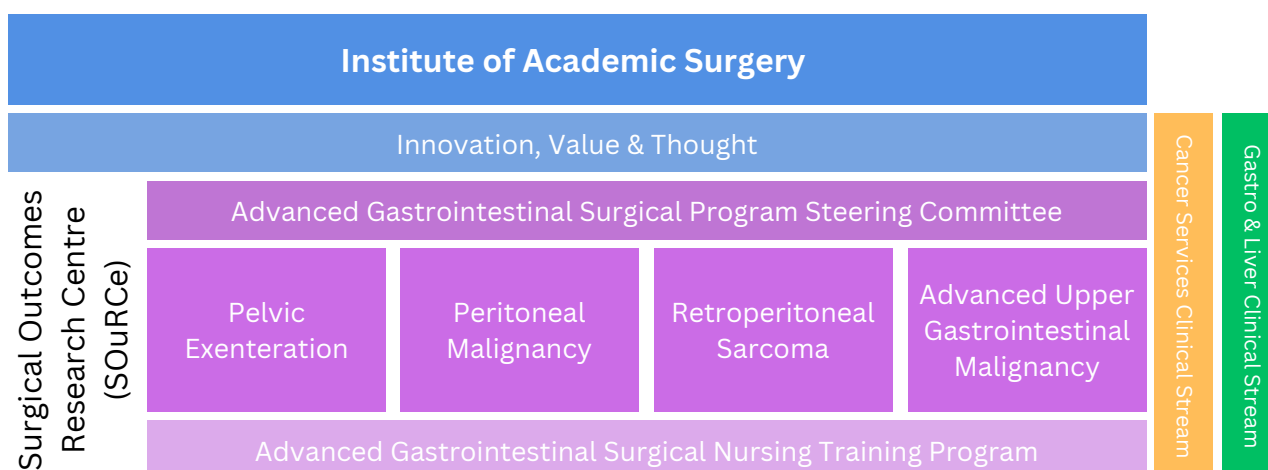 Institute of Academic Surgery
Innovation, Value & Thought
Surgical Outcomes
Research Centre
(SOuRCe)
Advanced Gastrointestinal Surgical Program Steering Committee
Pelvic
Exenteration
Peritoneal
Malignancy
Retroperitoneal
Sarcoma
Advanced Upper
Gastrointestinal
Malignancy
Advanced Gastrointestinal Surgical Nursing Training Program
Cancer Services Clinical Stream
Gastro & Liver Clinical Stream